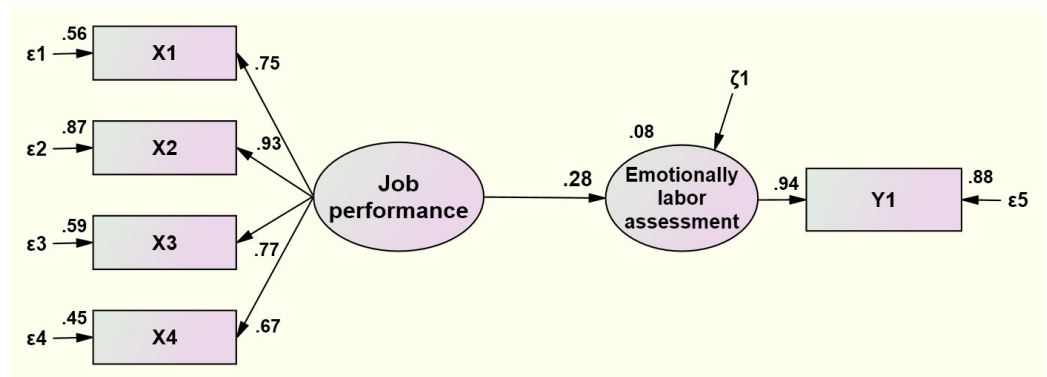 .56
ε1
X1
.75
.87
ε2
X2
.93
.59
ε3
X3
.77
.45
ε4
X4
.67
Job
performance
.28
ζ1
.08
Emotionally
labor
assessment
.94
Y1
.88
ε5